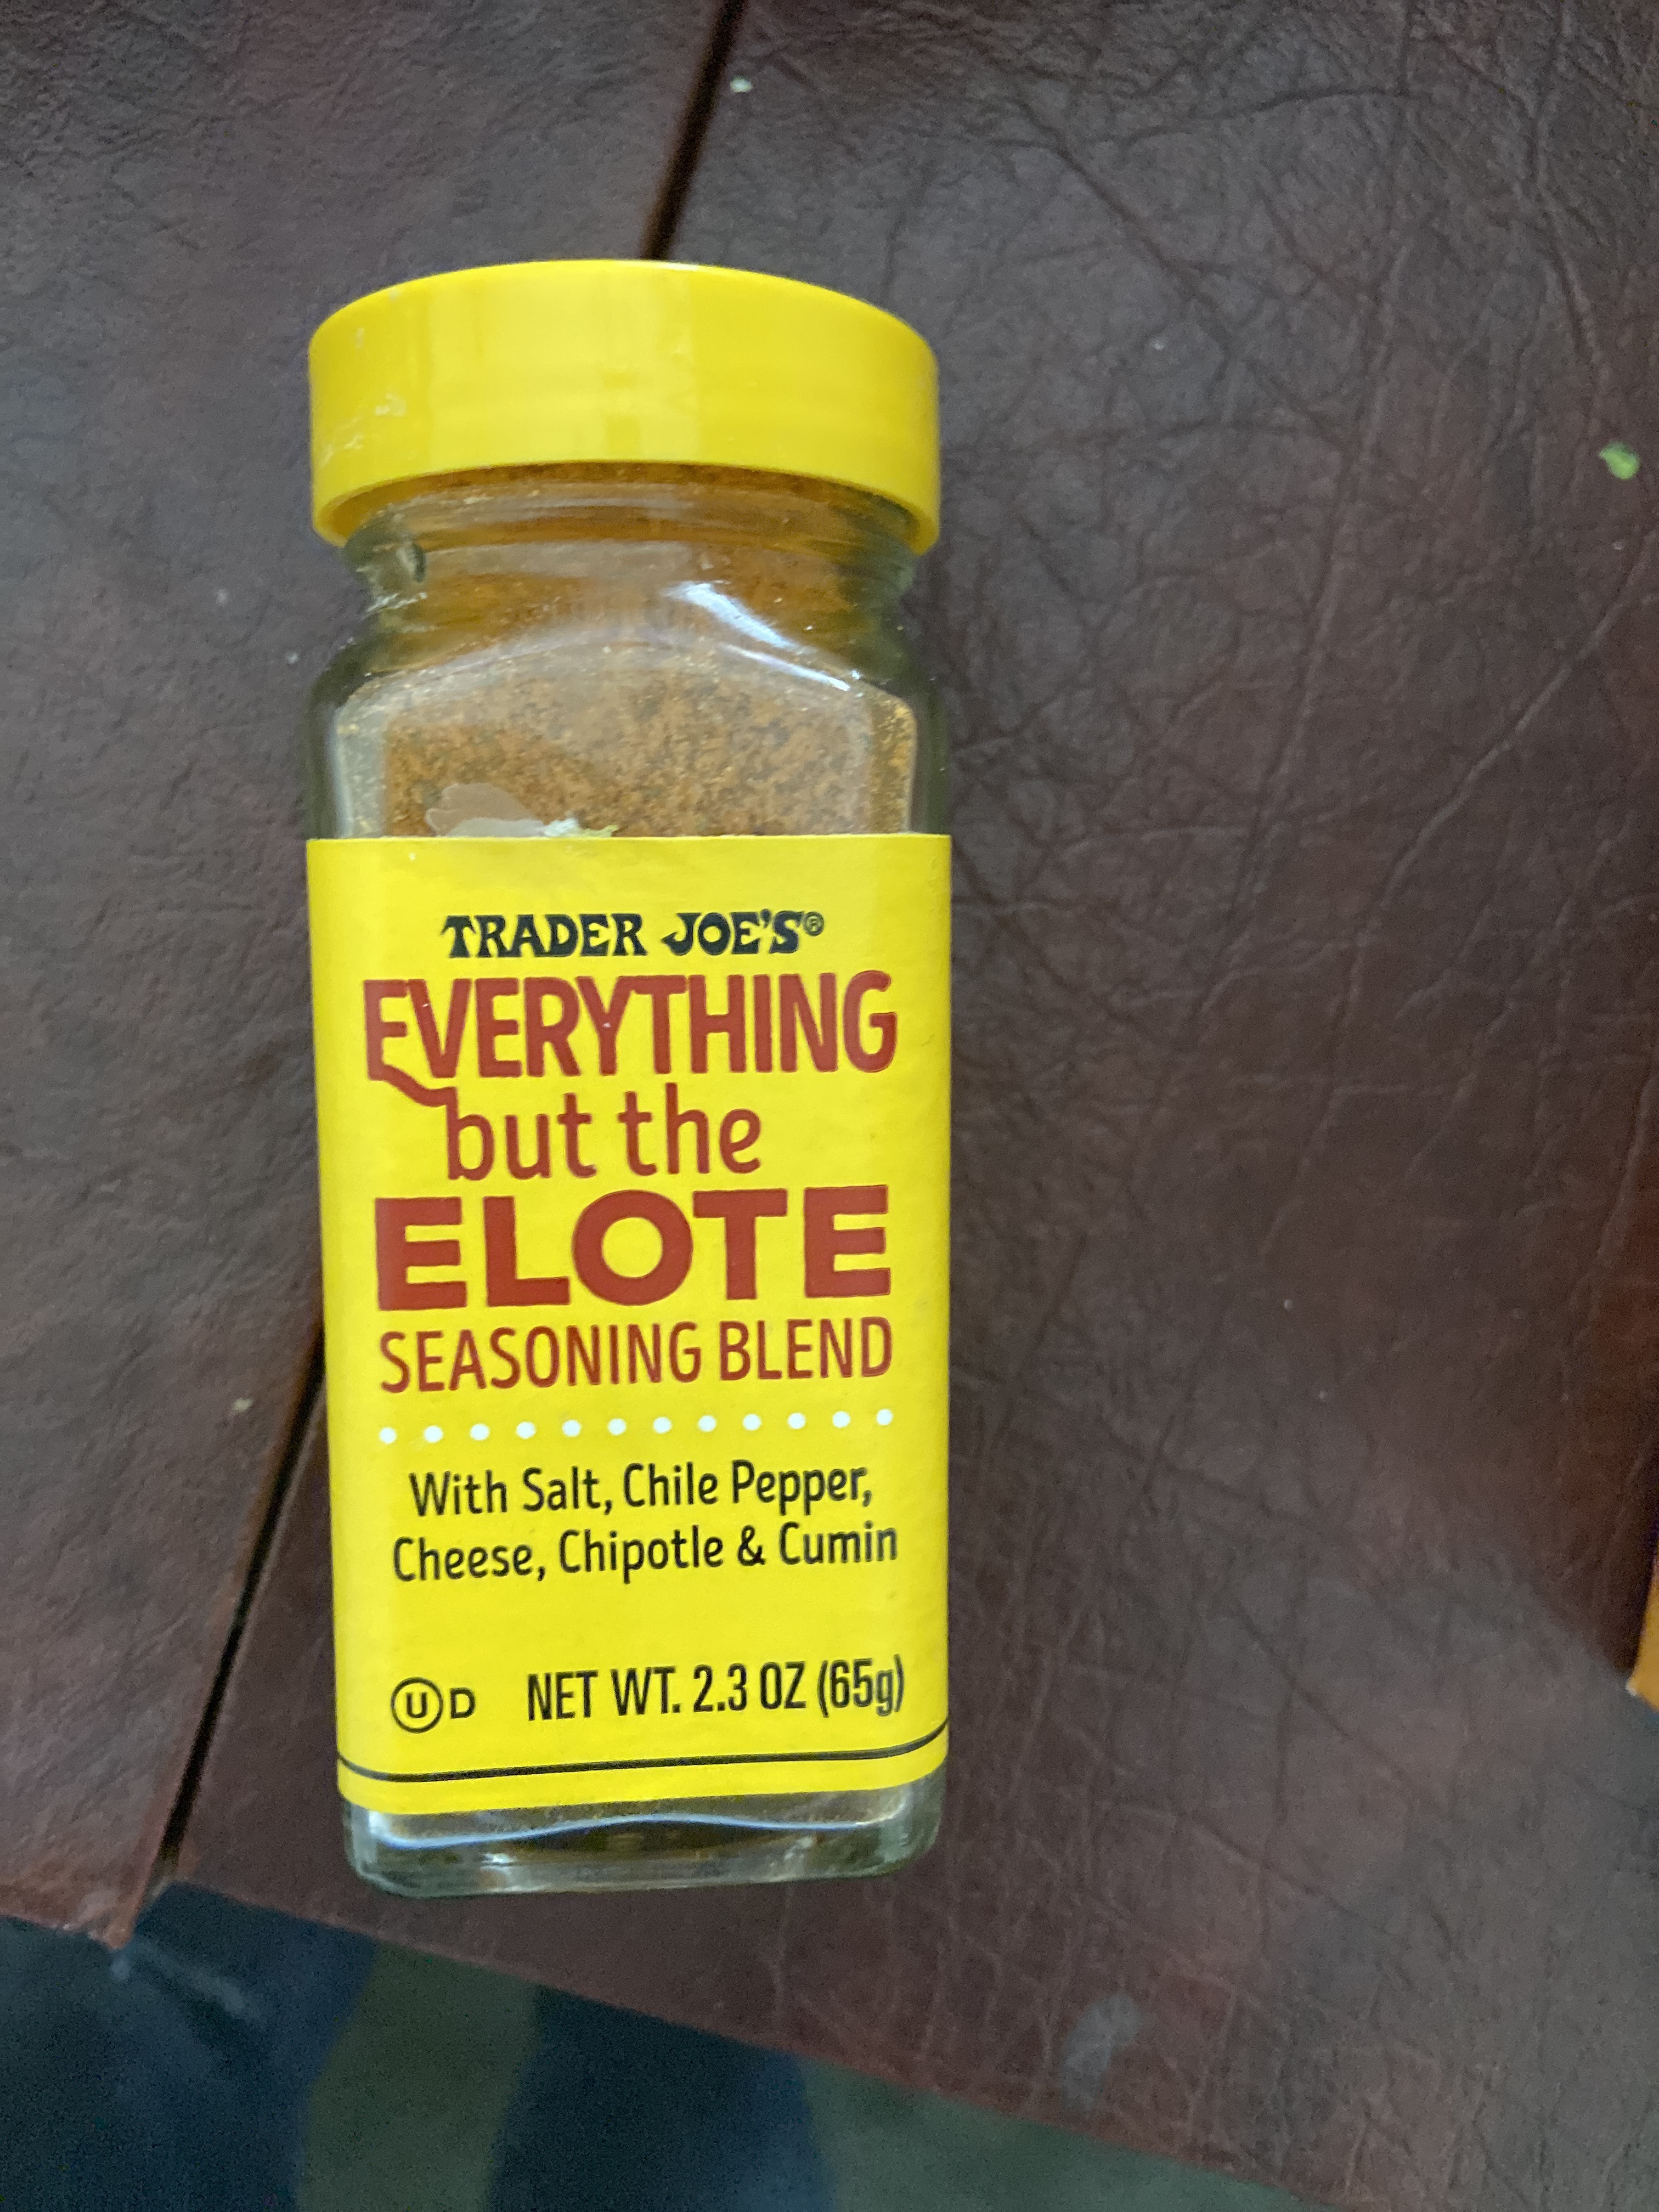 TRADER JOE'S®
EVERYTHING
but the
ELOTE
SEASONING BLEND
With Salt, Chile Pepper,
Cheese, Chipotle & Cumin
U D NET WT. 2.3 OZ (65g)